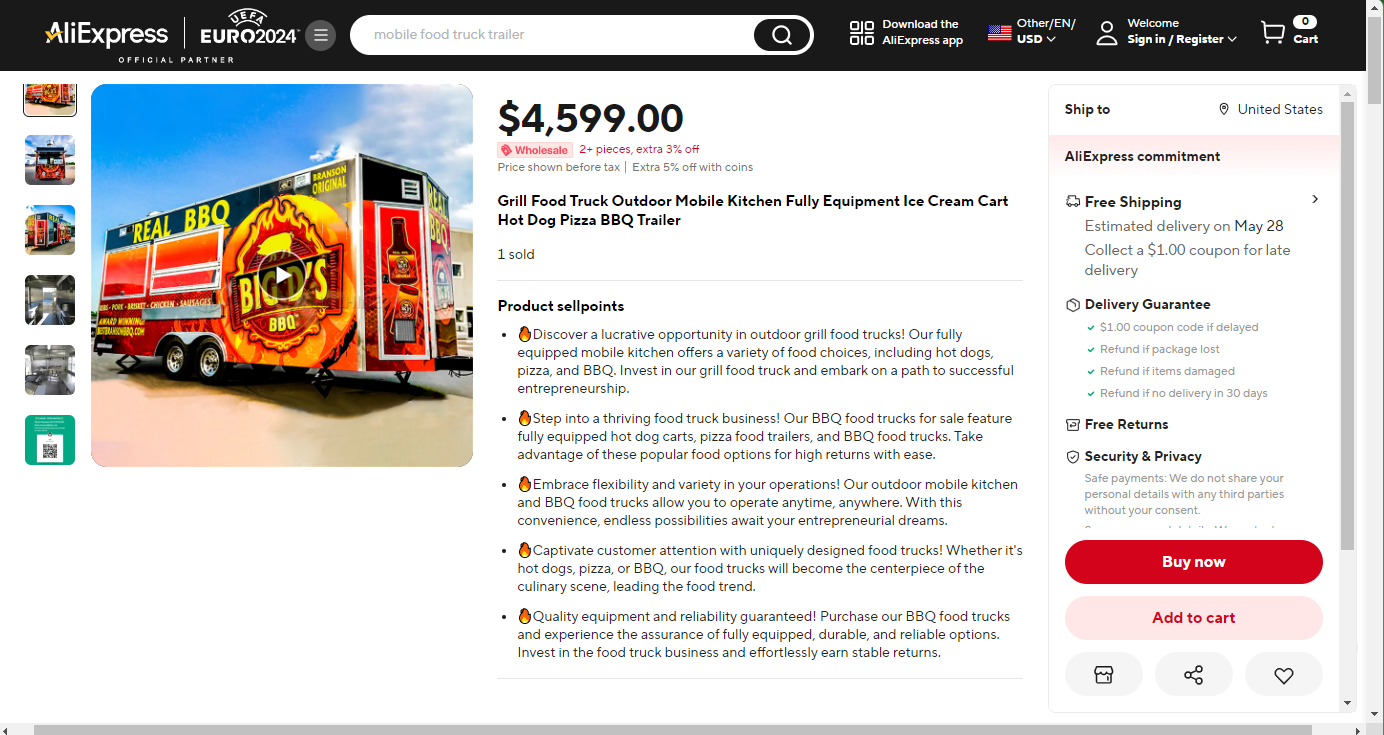 AliExpress
UEFA
EURO2024
OFFICIAL PARTNER
mobile food truck trailer
Download the
AliExpress app
Other/EN/
USD
Welcome
Sign in / Register
0
Cart
BRANSON
ORIGINAL
REAL BBQ
REAL
BBQ
BIG D'S
BBQ
PORK · BRISKET · CHICKEN · SAUSAGES
AWARD WINNING
$4,599.00
Wholesale 2+ pieces, extra 3% off
Price shown before tax | Extra 5% off with coins
Grill Food Truck Outdoor Mobile Kitchen Fully Equipment Ice Cream Cart
Hot Dog Pizza BBQ Trailer
1 sold
Product sellpoints
• 🔥Discover a lucrative opportunity in outdoor grill food trucks! Our fully
equipped mobile kitchen offers a variety of food choices, including hot dogs,
pizza, and BBQ. Invest in our grill food truck and embark on a path to successful
entrepreneurship.
• 🔥Step into a thriving food truck business! Our BBQ food trucks for sale feature
fully equipped hot dog carts, pizza food trailers, and BBQ food trucks. Take
advantage of these popular food options for high returns with ease.
• 🔥Embrace flexibility and variety in your operations! Our outdoor mobile kitchen
and BBQ food trucks allow you to operate anytime, anywhere. With this
convenience, endless possibilities await your entrepreneurial dreams.
• 🔥Captivate customer attention with uniquely designed food trucks! Whether it's
hot dogs, pizza, or BBQ, our food trucks will become the centerpiece of the
culinary scene, leading the food trend.
• 🔥Quality equipment and reliability guaranteed! Purchase our BBQ food trucks
and experience the assurance of fully equipped, durable, and reliable options.
Invest in the food truck business and effortlessly earn stable returns.
Ship to
United States
AliExpress commitment
Free Shipping
Estimated delivery on May 28
Collect a $1.00 coupon for late
delivery
Delivery Guarantee
$1.00 coupon code if delayed
Refund if package lost
Refund if items damaged
Refund if no delivery in 30 days
Free Returns
Security & Privacy
Safe payments: We do not share your
personal details with any third parties
without your consent.
Buy now
Add to cart